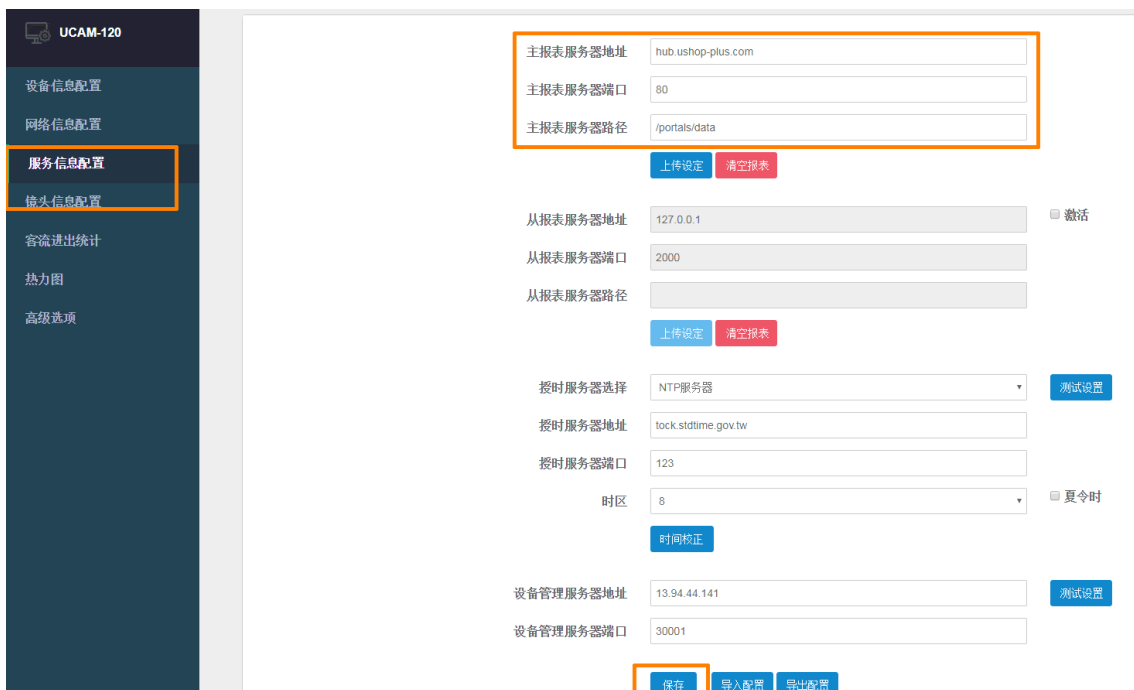 UCAM-120
设备信息配置
网络信息配置
服务信息配置
镜头信息配置
客流进出统计
热力图
高级选项
主报表服务器地址 hub.ushop-plus.com
主报表服务器端口 80
主报表服务器路径 /portals/data
上传设定 清空报表
从报表服务器地址 127.0.0.1 激活
从报表服务器端口 2000
从报表服务器路径
上传设定 清空报表
授时服务器选择 NTP服务器 测试设置
授时服务器地址 tock.stdtime.gov.tw
授时服务器端口 123
时区 8 夏令时
时间校正
设备管理服务器地址 13.94.44.141 测试设置
设备管理服务器端口 30001
保存 导入配置 导出配置